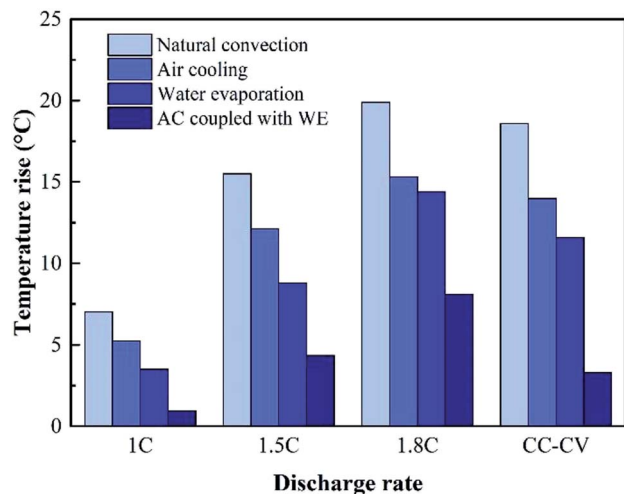 25
20
15
10
5
0
Temperature rise (°C)
Natural convection
Air cooling
Water evaporation
AC coupled with WE
1C
1.5C
1.8C
CC-CV
Discharge rate